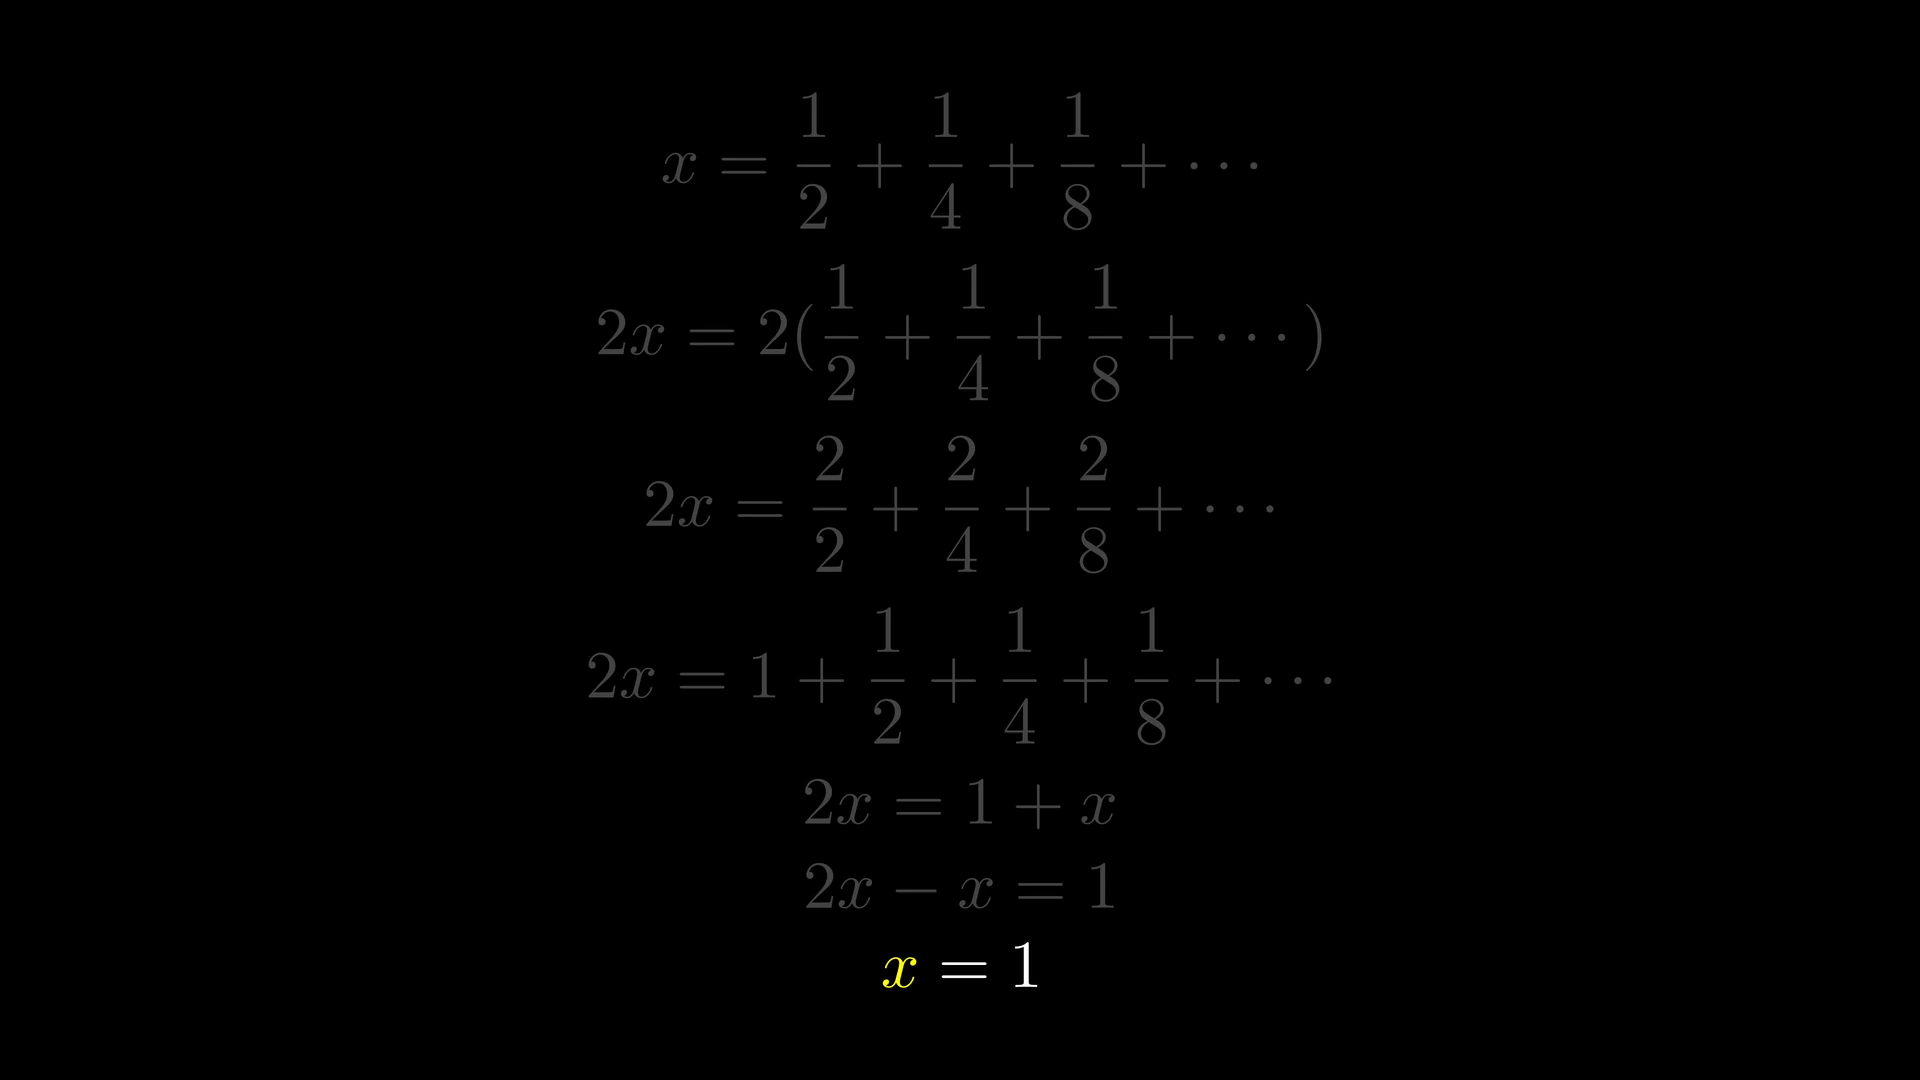 x = 1/2 + 1/4 + 1/8 + ⋯
2x = 2(1/2 + 1/4 + 1/8 + ⋯)
2x = 2/2 + 2/4 + 2/8 + ⋯
2x = 1 + 1/2 + 1/4 + 1/8 + ⋯
2x = 1 + x
2x − x = 1
x = 1